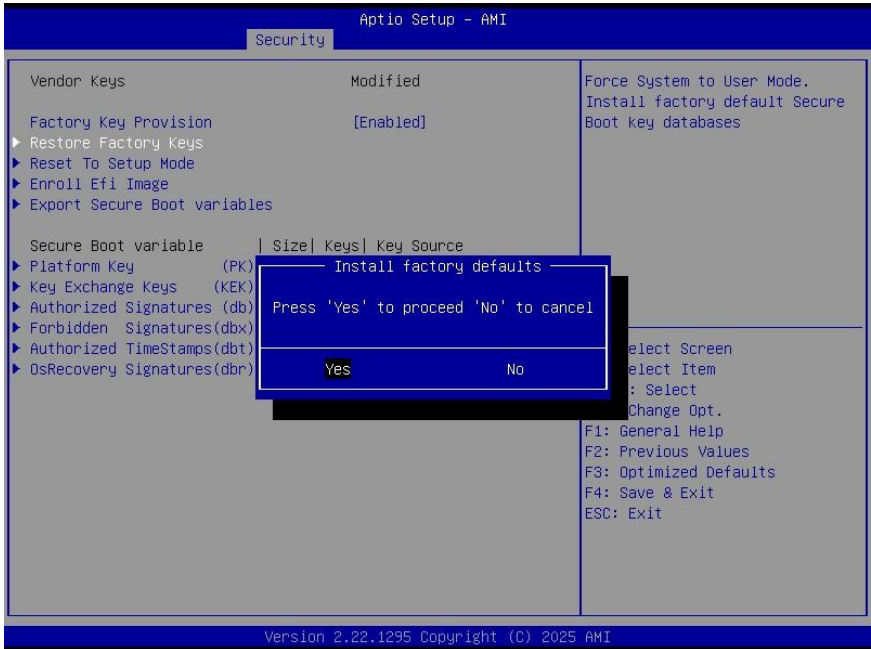 Aptio Setup – AMI
Security
Vendor Keys Modified
Factory Key Provision [Enabled]
Restore Factory Keys
Reset To Setup Mode
Enroll Efi Image
Export Secure Boot variables
Secure Boot variable | Size| Keys| Key Source
Platform Key (PK)
Key Exchange Keys (KEK)
Authorized Signatures (db)
Forbidden Signatures(dbx)
Authorized TimeStamps(dbt)
OsRecovery Signatures(dbr)
Install factory defaults
Press 'Yes' to proceed 'No' to cancel
Yes No
Force System to User Mode.
Install factory default Secure
Boot key databases
elect Screen
elect Item
: Select
Change Opt.
F1: General Help
F2: Previous Values
F3: Optimized Defaults
F4: Save & Exit
ESC: Exit
Version 2.22.1295 Copyright (C) 2025 AMI